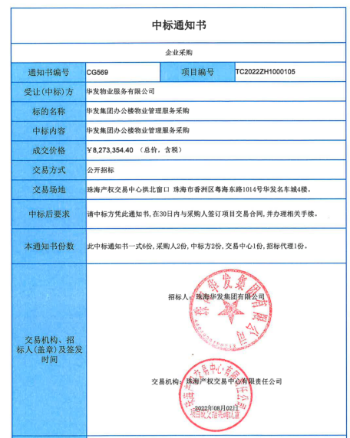 中标通知书
企业采购
通知书编号 CG569 项目编号 TC2022ZH1000105
受让(中标)方 华发物业服务有限公司
标的名称 华发集团办公楼物业管理服务采购
中标内容 华发集团办公楼物业管理服务采购
成交价格 ¥8,273,354.40 (总价，含税)
交易方式 公开招标
交易场地 珠海产权交易中心拱北窗口 珠海市香洲区粤海东路1014号华发名车城4楼。
中标后要求 请中标方凭此通知书，在30日内与采购人签订项目交易合同，并办理相关手续。
本通知书份数 此中标通知书一式6份，采购人2份，中标方2份，交易中心1份，招标代理1份。
交易机构、招
标人(盖章)及签发
时间
招标人：珠海华发集团有限公司
交易机构：珠海产权交易中心有限责任公司
2022年08月02日